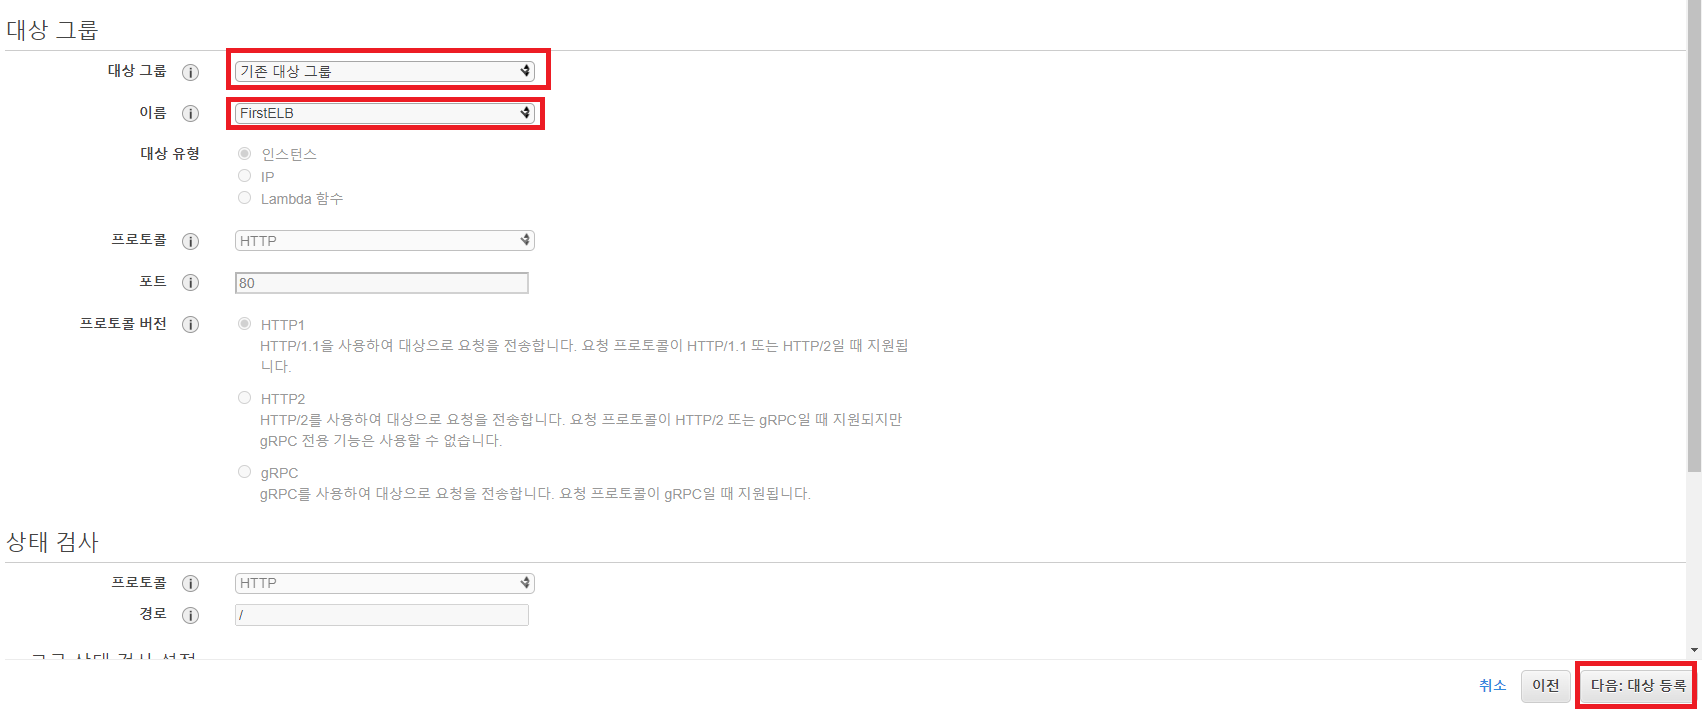 대상 그룹
대상 그룹 기존 대상 그룹
이름 FirstELB
대상 유형 인스턴스
IP
Lambda 함수
프로토콜 HTTP
포트 80
프로토콜 버전 HTTP1
HTTP/1.1을 사용하여 대상으로 요청을 전송합니다. 요청 프로토콜이 HTTP/1.1 또는 HTTP/2일 때 지원됩
니다.
HTTP2
HTTP/2를 사용하여 대상으로 요청을 전송합니다. 요청 프로토콜이 HTTP/2 또는 gRPC일 때 지원되지만
gRPC 전용 기능은 사용할 수 없습니다.
gRPC
gRPC를 사용하여 대상으로 요청을 전송합니다. 요청 프로토콜이 gRPC일 때 지원됩니다.
상태 검사
프로토콜 HTTP
경로 /
상태 검사 설정
취소 이전 다음: 대상 등록